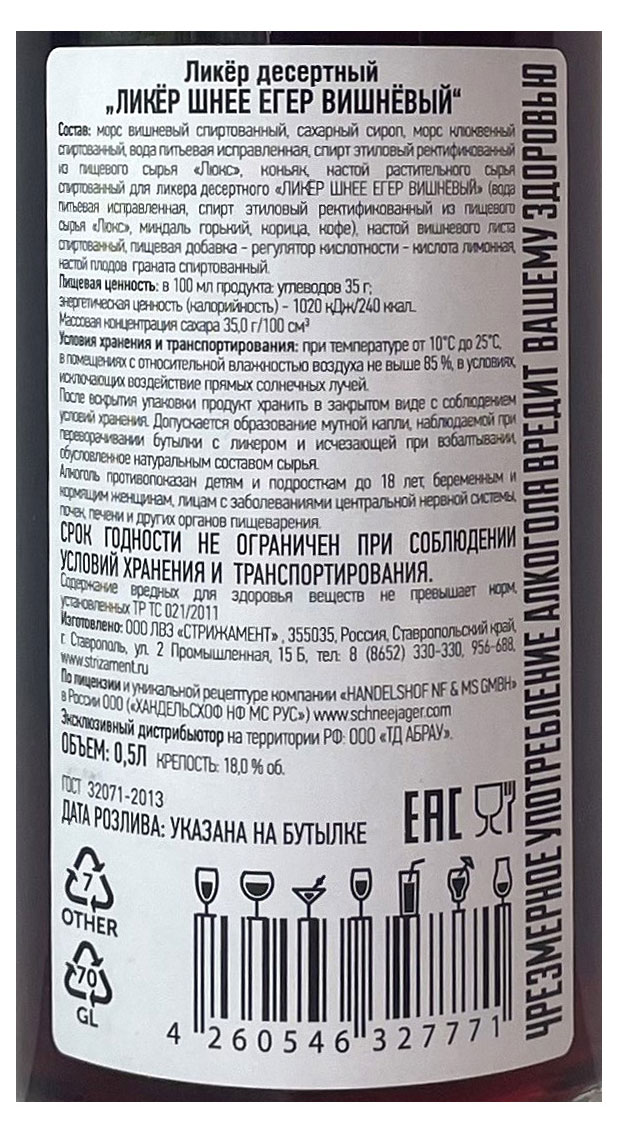 Ликёр десертный
„ЛИКЁР ШНЕЕ ЕГЕР ВИШНЁВЫЙ“
Состав: морс вишневый спиртованный, сахарный сироп, морс клюквенный
спиртованный, вода питьевая исправленная, спирт этиловый ректификованный
из пищевого сырья «Люкс», коньяк, настой растительного сырья
спиртованный для ликера десертного «ЛИКЁР ШНЕЕ ЕГЕР ВИШНЁВЫЙ» (вода
питьевая исправленная, спирт этиловый ректификованный из пищевого
сырья «Люкс», миндаль горький, корица, кофе), настой вишневого листа
спиртованный, пищевая добавка – регулятор кислотности – кислота лимонная,
настой плодов граната спиртованный.
Пищевая ценность: в 100 мл продукта: углеводов 35 г;
энергетическая ценность (калорийность) – 1020 кДж/240 ккал.
Массовая концентрация сахара 35,0 г/100 см³
Условия хранения и транспортирования: при температуре от 10°С до 25°С,
в помещениях с относительной влажностью воздуха не выше 85 %, в условиях,
исключающих воздействие прямых солнечных лучей.
После вскрытия упаковки продукт хранить в закрытом виде с соблюдением
условий хранения. Допускается образование мутной капли, наблюдаемой при
переворачивании бутылки с ликером и исчезающей при взбалтывании,
обусловленное натуральным составом сырья.
Алкоголь противопоказан детям и подросткам до 18 лет, беременным и
кормящим женщинам, лицам с заболеваниями центральной нервной системы,
почек, печени и других органов пищеварения.
СРОК ГОДНОСТИ НЕ ОГРАНИЧЕН ПРИ СОБЛЮДЕНИИ
УСЛОВИЙ ХРАНЕНИЯ И ТРАНСПОРТИРОВАНИЯ.
Содержание вредных для здоровья веществ не превышает норм,
установленных ТР ТС 021/2011
Изготовлено: ООО ЛВЗ «СТРИЖАМЕНТ» , 355035, Россия, Ставропольский край,
г. Ставрополь, ул. 2 Промышленная, 15 Б, тел: 8 (8652) 330-330, 956-688,
www.strizament.ru
По лицензии и уникальной рецептуре компании «HANDELSHOF NF & MS GMBH»
в России ООО («ХАНДЕЛЬСХОФ НФ МС РУС») www.schneejager.com
Эксклюзивный дистрибьютор на территории РФ: ООО «ТД АБРАУ».
ОБЪЕМ: 0,5Л КРЕПОСТЬ: 18,0 % об.
ГОСТ 32071-2013
ДАТА РОЗЛИВА: УКАЗАНА НА БУТЫЛКЕ
EAC
7
OTHER
70
GL
4 260546 327771
ЧРЕЗМЕРНОЕ УПОТРЕБЛЕНИЕ АЛКОГОЛЯ ВРЕДИТ ВАШЕМУ ЗДОРОВЬЮ